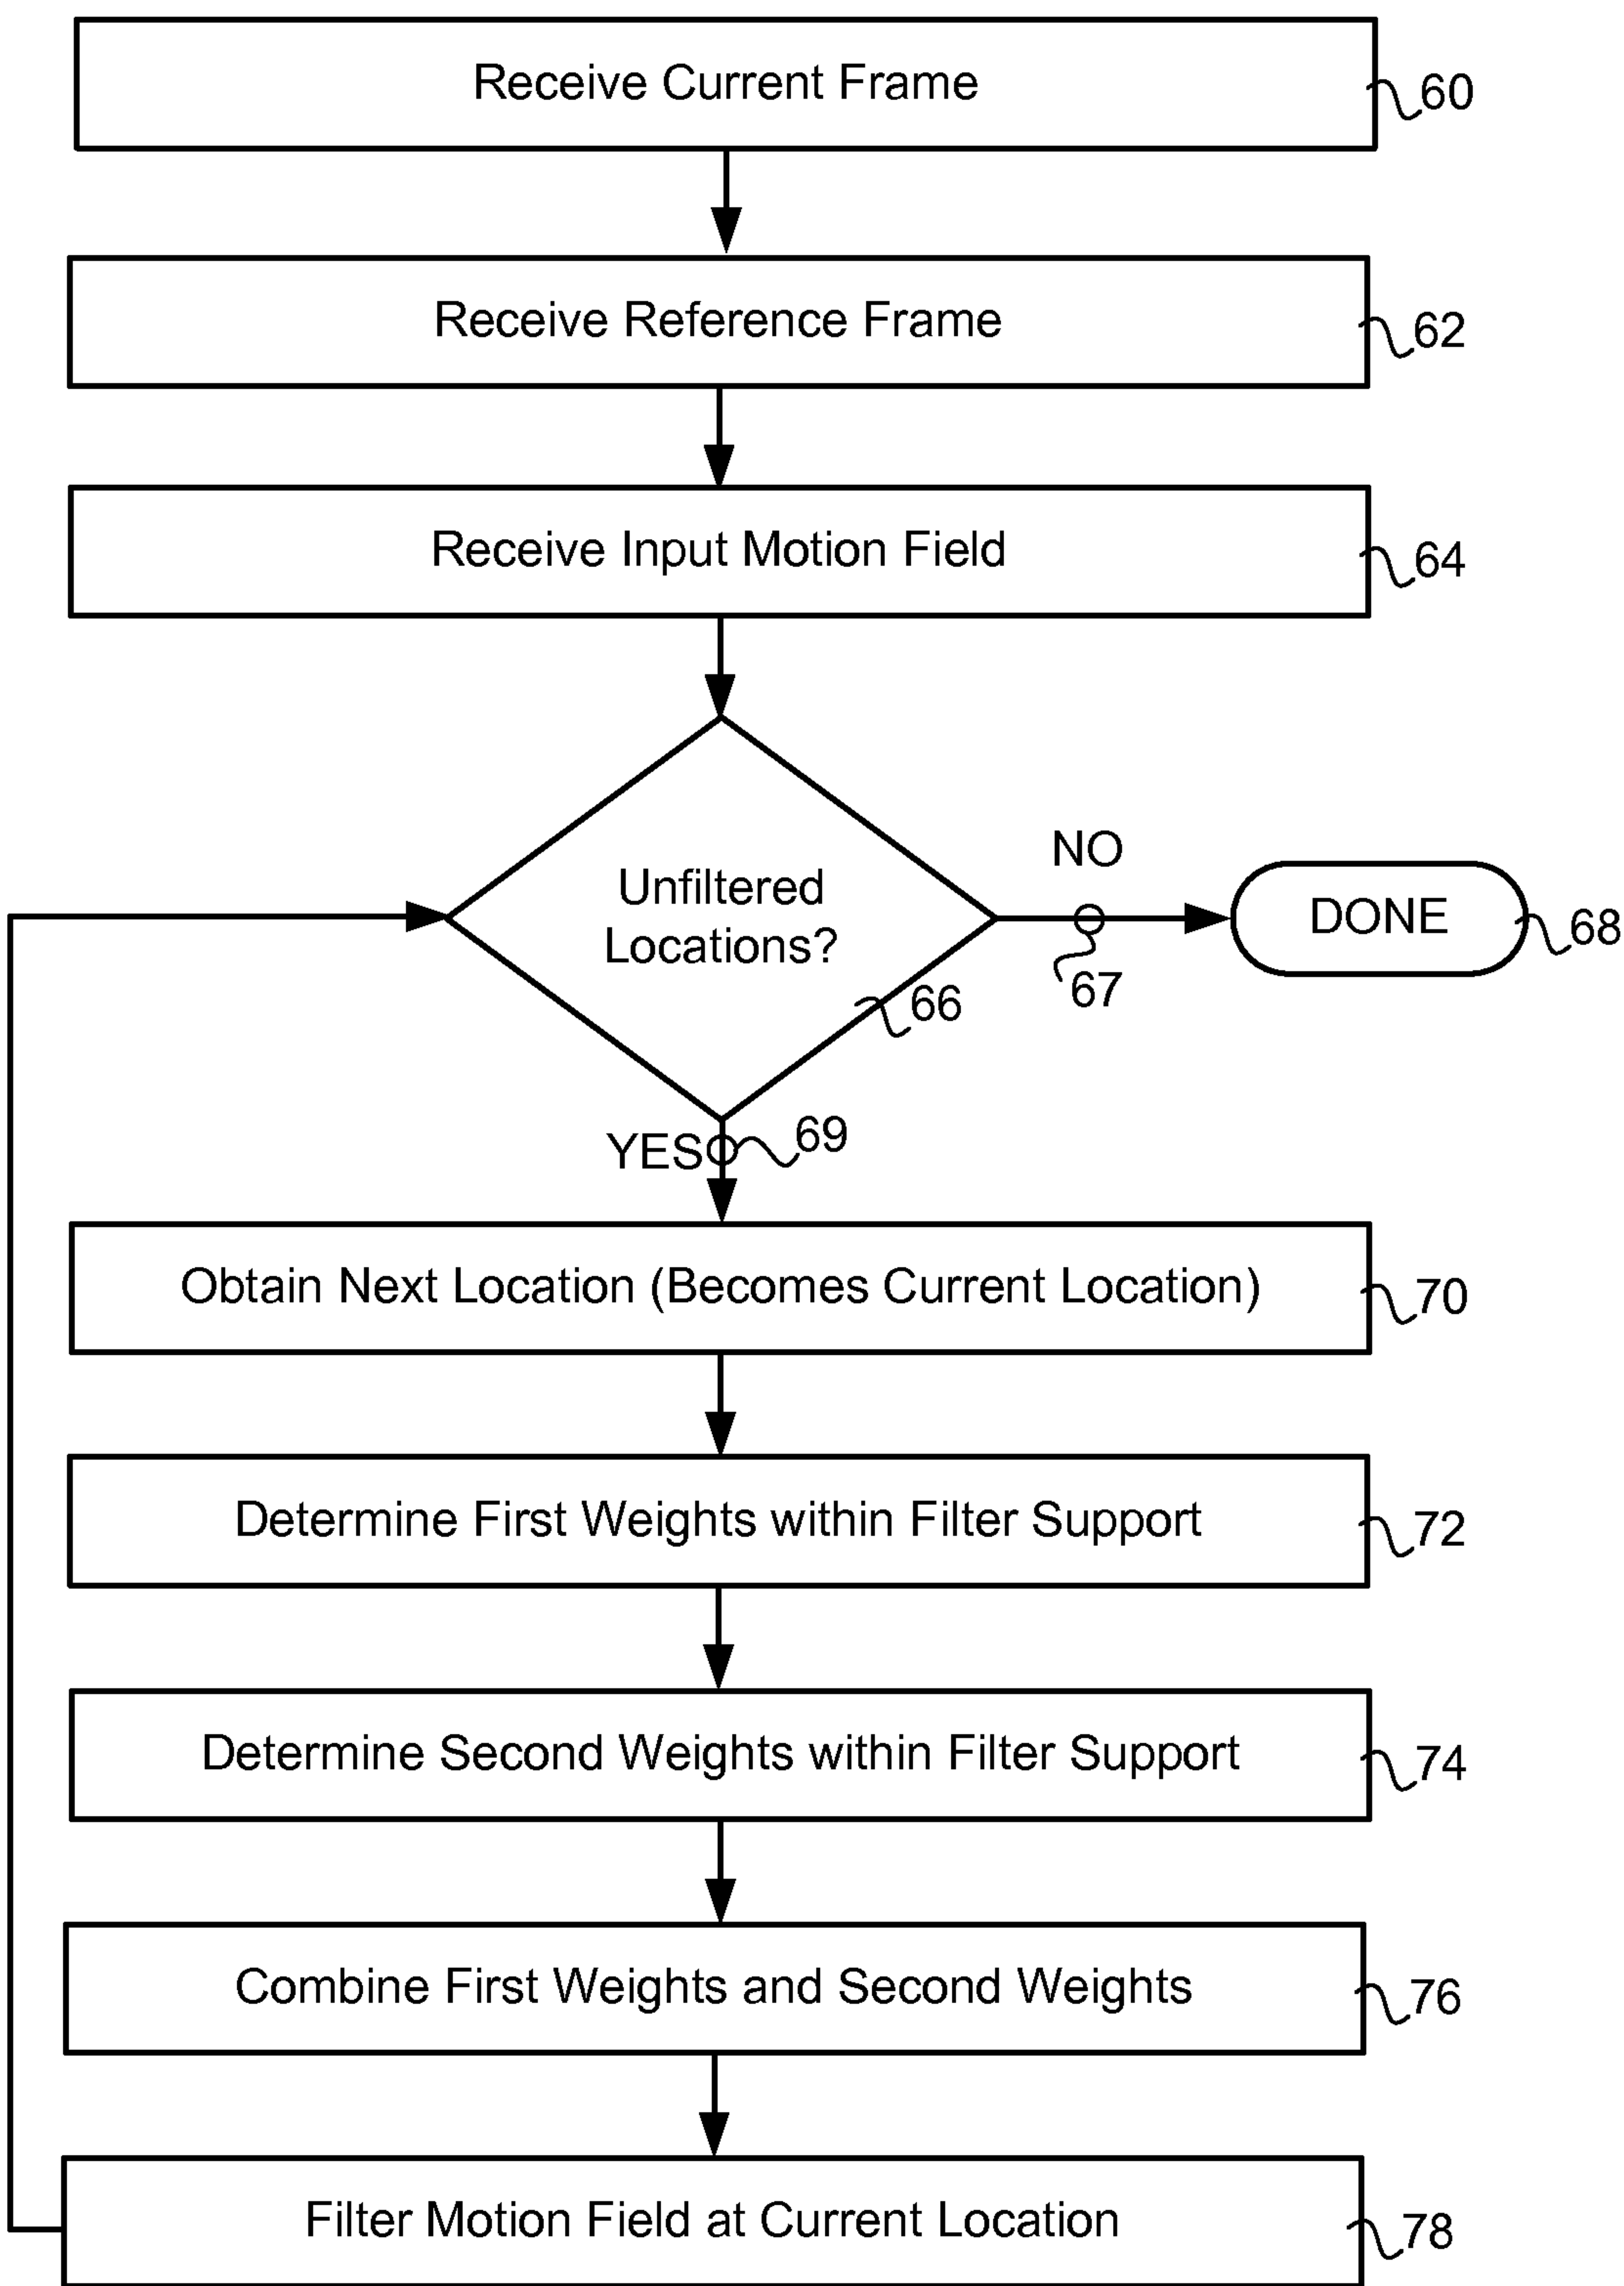 Receive Current Frame
60
Receive Reference Frame
62
Receive Input Motion Field
64
Unfiltered
Locations?
66
NO
67
DONE
68
YES
69
Obtain Next Location (Becomes Current Location)
70
Determine First Weights within Filter Support
72
Determine Second Weights within Filter Support
74
Combine First Weights and Second Weights
76
Filter Motion Field at Current Location
78